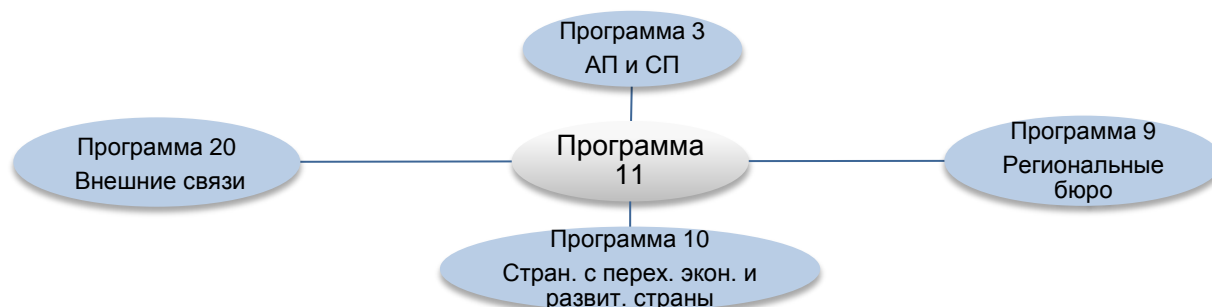 Программа 3
АП и СП
Программа 20
Внешние связи
Программа
11
Программа 9
Региональные
бюро
Программа 10
Стран. с перех. экон. и
развит. страны